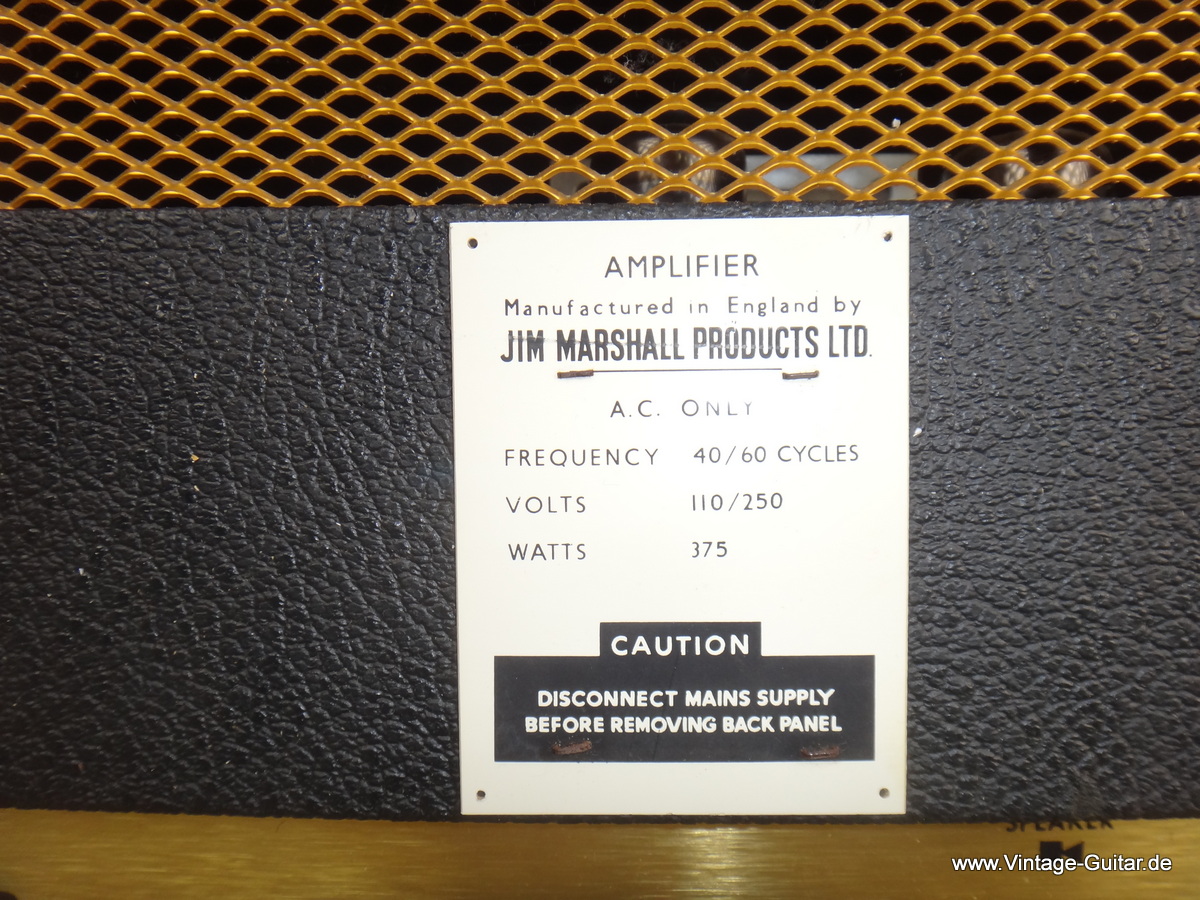 AMPLIFIER
Manufactured in England by
JIM MARSHALL PRODUCTS LTD.
A.C. ONLY
FREQUENCY 40/60 CYCLES
VOLTS 110/250
WATTS 375
CAUTION
DISCONNECT MAINS SUPPLY
BEFORE REMOVING BACK PANEL
SPEAKER
www.Vintage-Guitar.de